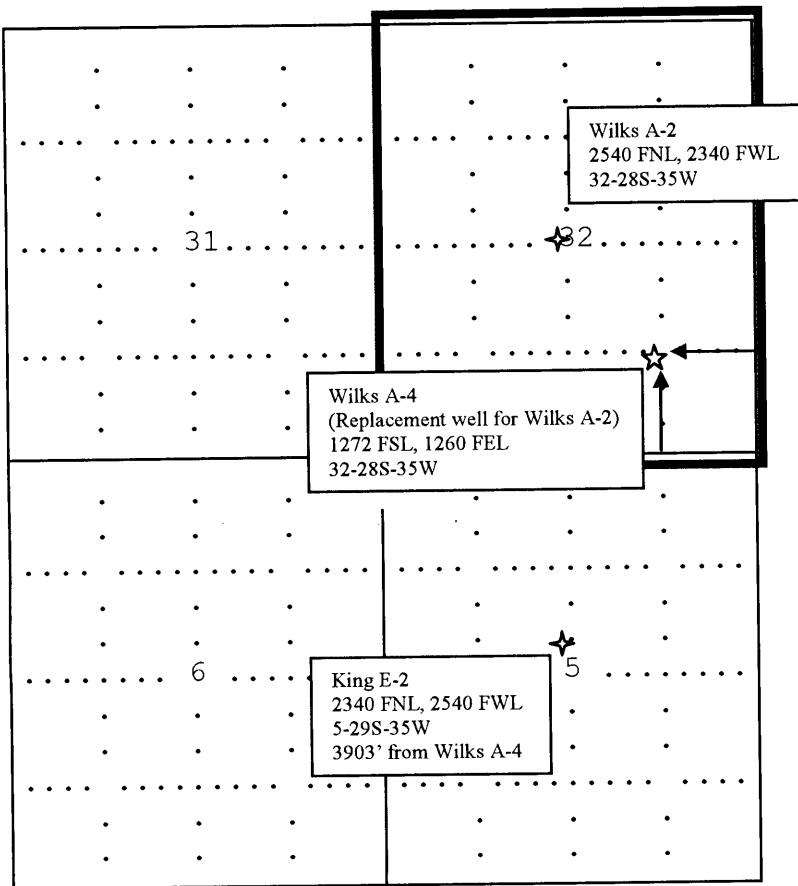 Wilks A-2
2540 FNL, 2340 FWL
32-28S-35W
31
32
Wilks A-4
(Replacement well for Wilks A-2)
1272 FSL, 1260 FEL
32-28S-35W
6
5
King E-2
2340 FNL, 2540 FWL
5-29S-35W
3903' from Wilks A-4